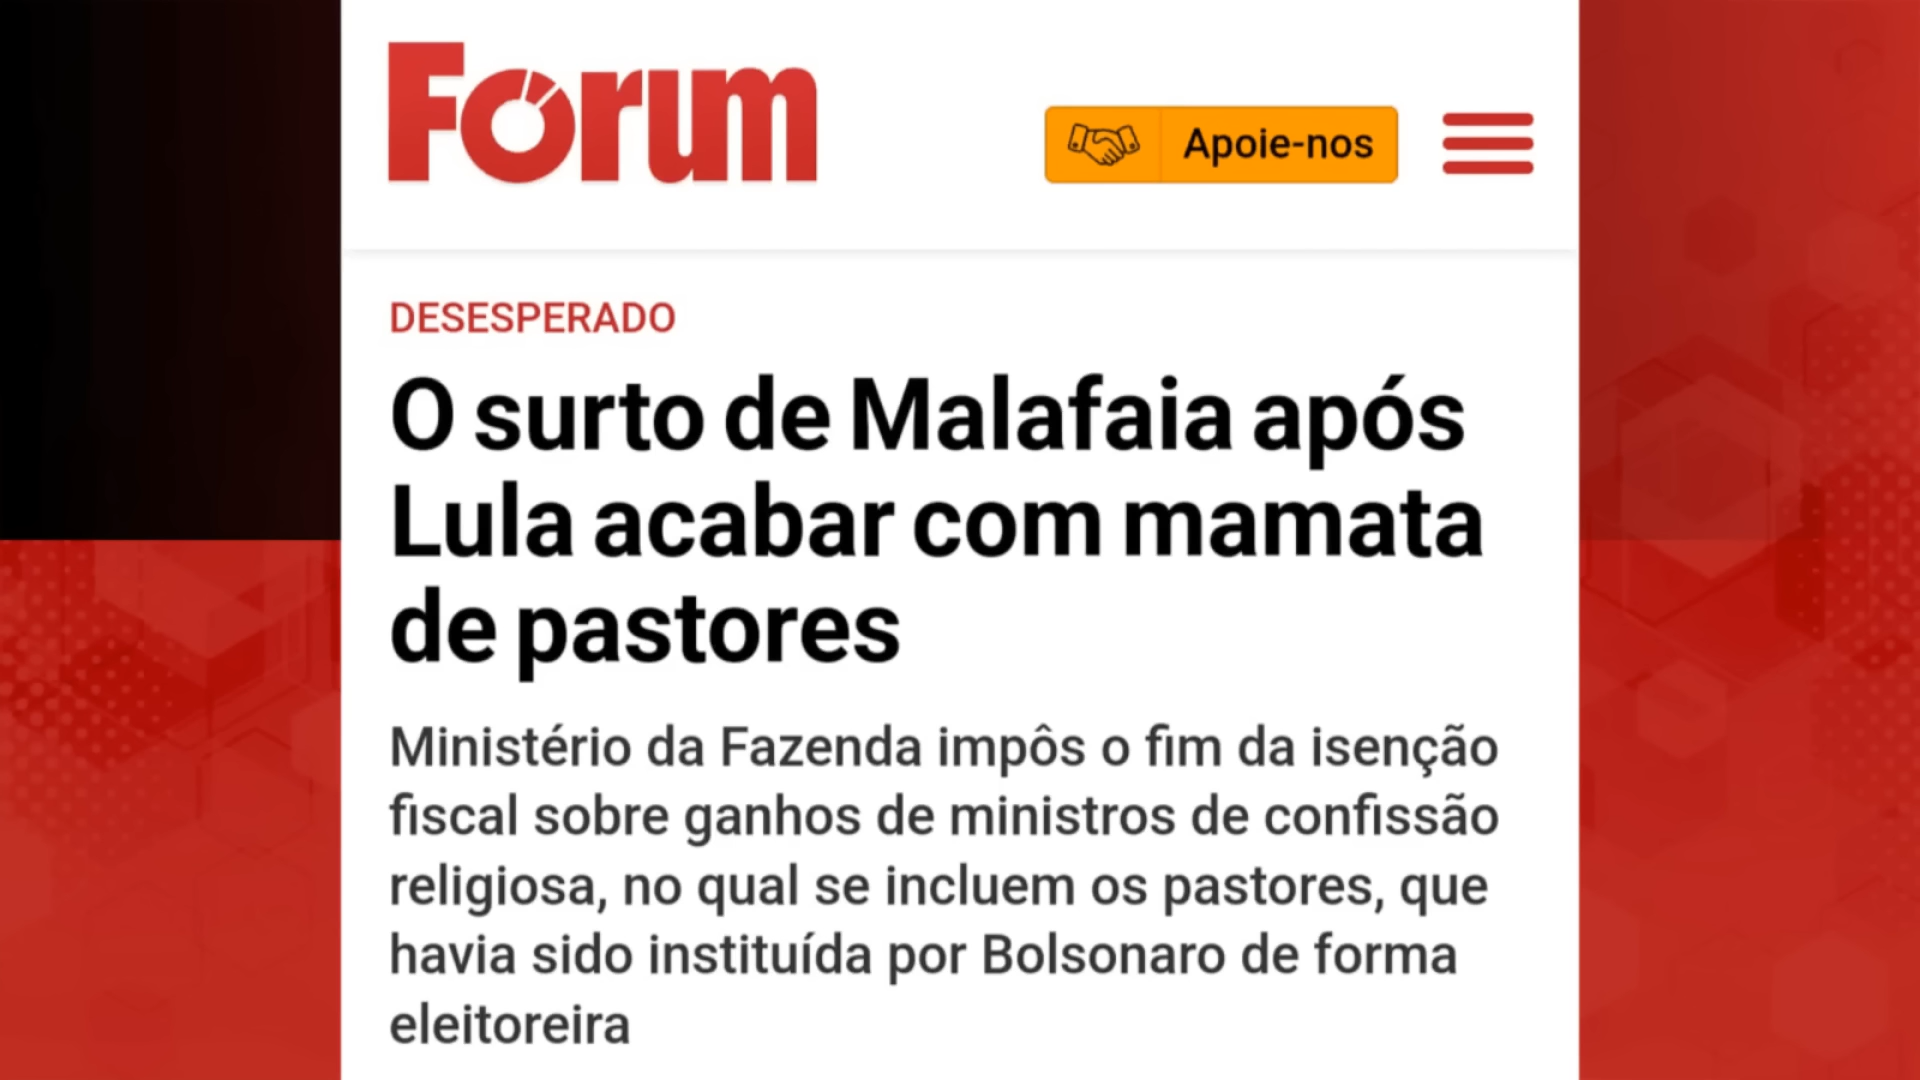 Forum
Apoie-nos
DESESPERADO
O surto de Malafaia após
Lula acabar com mamata
de pastores
Ministério da Fazenda impôs o fim da isenção
fiscal sobre ganhos de ministros de confissão
religiosa, no qual se incluem os pastores, que
havia sido instituída por Bolsonaro de forma
eleitoreira